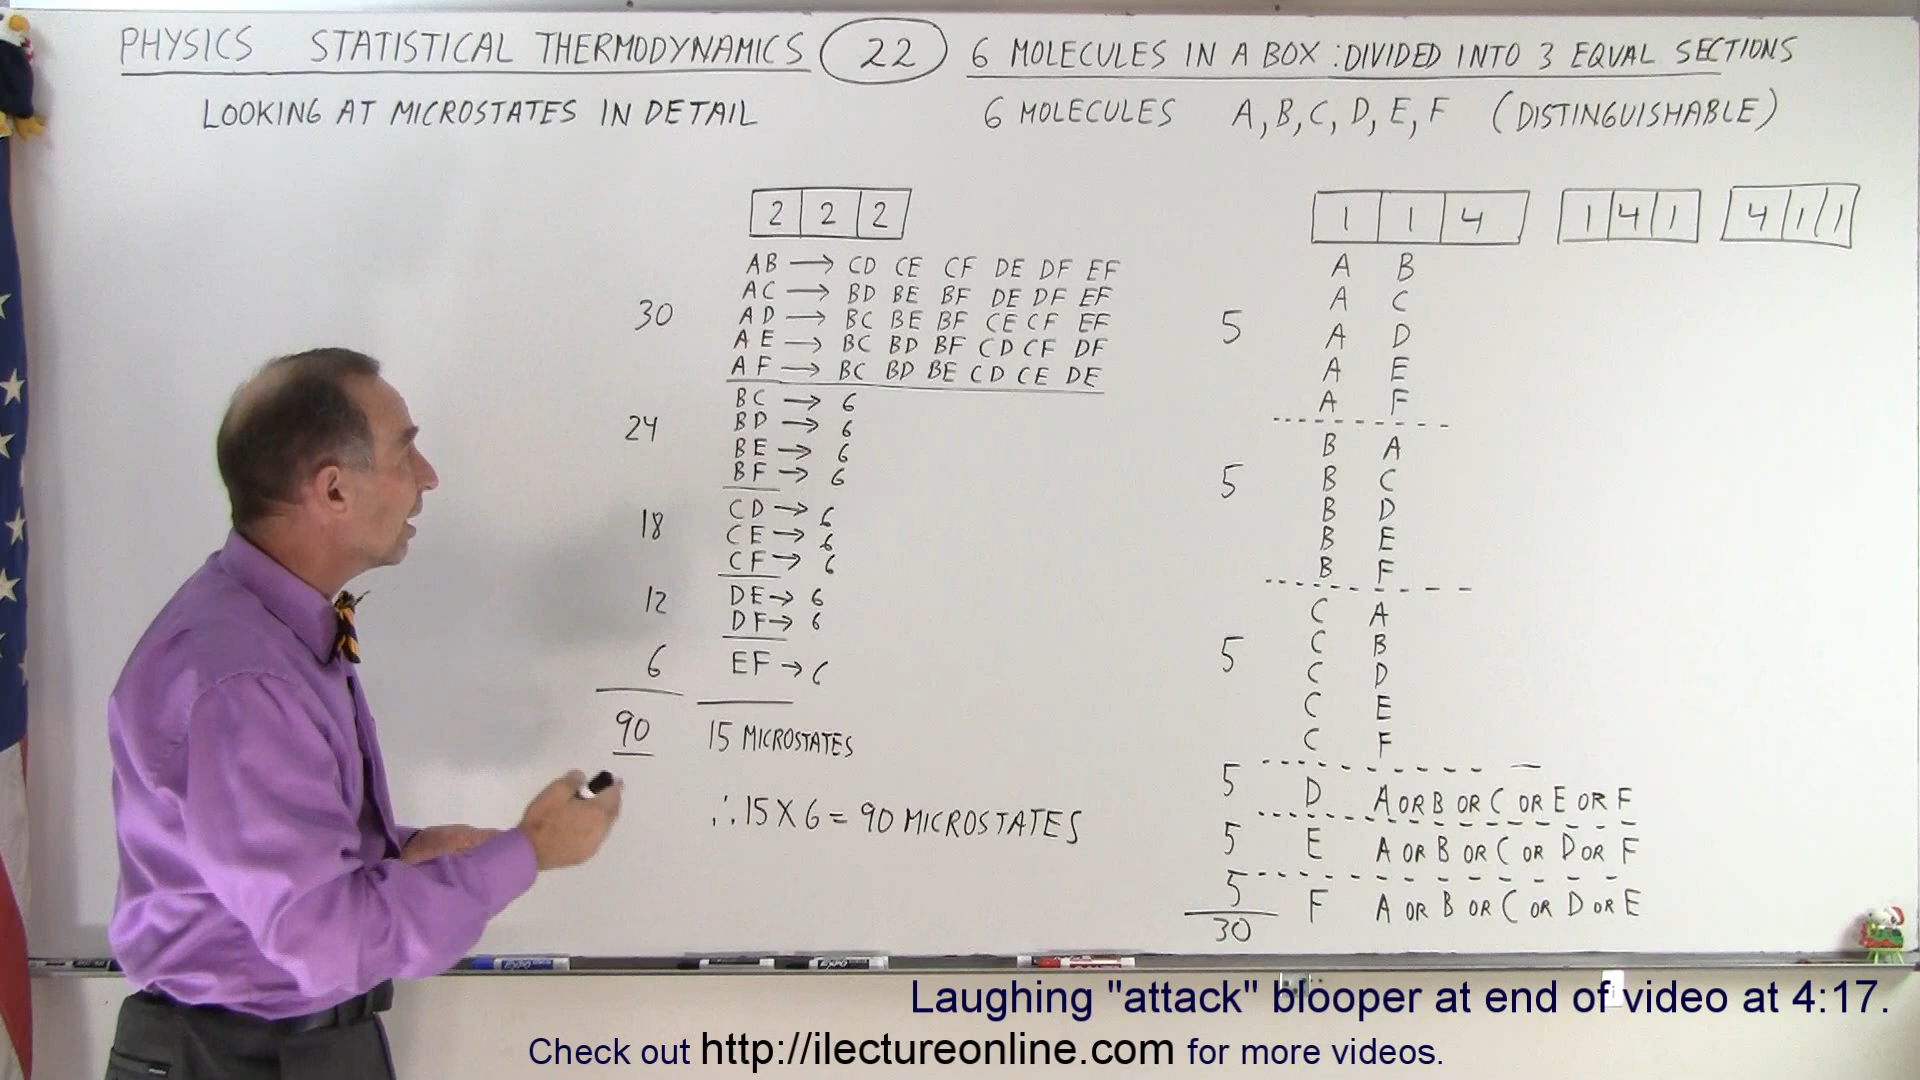 PHYSICS STATISTICAL THERMODYNAMICS 22 6 MOLECULES IN A BOX : DIVIDED INTO 3 EQUAL SECTIONS
LOOKING AT MICROSTATES IN DETAIL
6 MOLECULES A, B, C, D, E, F (DISTINGUISHABLE)
2 2 2
AB → CD CE CF DE DF EF
AC → BD BE BF DE DF EF
30 AD → BC BE BF CE CF EF
AE → BC BD BF CD CF DF
AF → BC BD BE CD CE DE
BC → 6
24 BD → 6
BE → 6
BF → 6
CD → 6
18 CE → 6
CF → 6
12 DE → 6
DF → 6
6 EF → 6
90 15 MICROSTATES
∴ 15 X 6 = 90 MICROSTATES
1 1 4 1 4 1 4 1 1
A B
A C
5 A D
A E
A F
B A
5 B C
B D
B E
B F
C A
C B
5 C D
C E
C F
5 D A OR B OR C OR E OR F
5 E A OR B OR C OR D OR F
5 F A OR B OR C OR D OR E
30
EXPO
Laughing "attack" blooper at end of video at 4:17.
Check out http://ilectureonline.com for more videos.